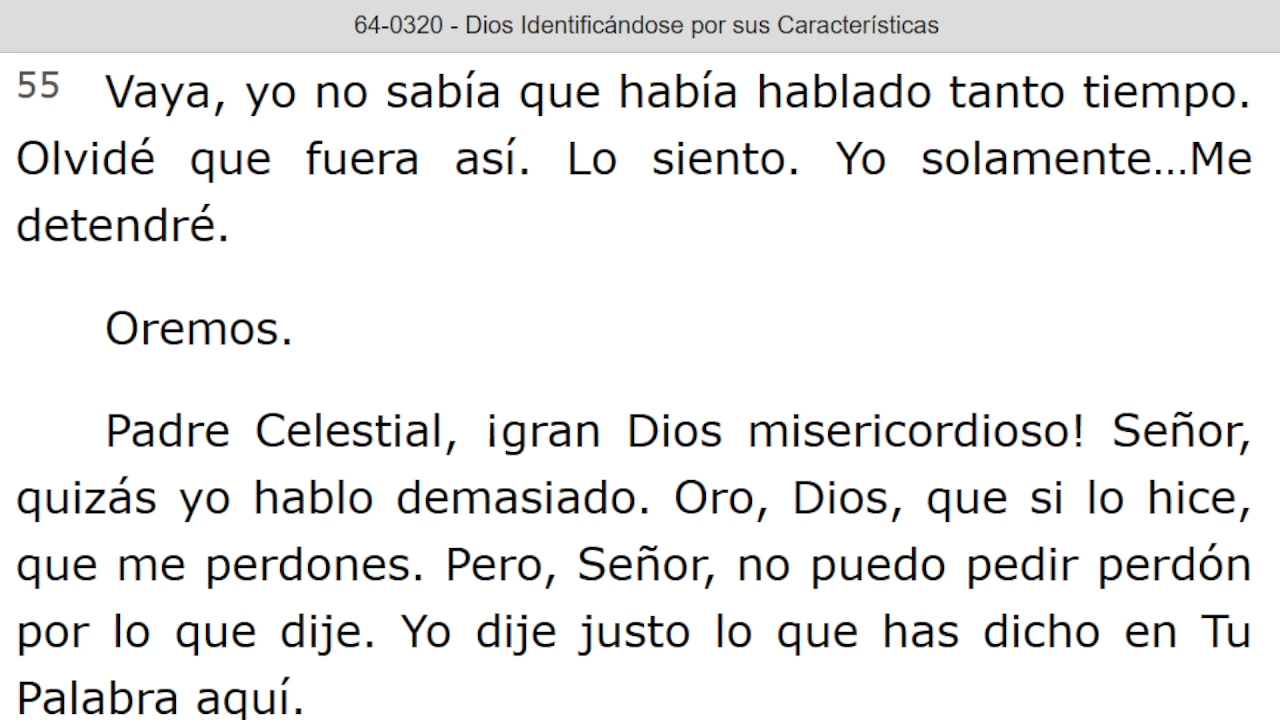 64-0320 - Dios Identificándose por sus Características
55 Vaya, yo no sabía que había hablado tanto tiempo.
Olvidé que fuera así. Lo siento. Yo solamente...Me
detendré.
Oremos.
Padre Celestial, ¡gran Dios misericordioso! Señor,
quizás yo hablo demasiado. Oro, Dios, que si lo hice,
que me perdones. Pero, Señor, no puedo pedir perdón
por lo que dije. Yo dije justo lo que has dicho en Tu
Palabra aquí.